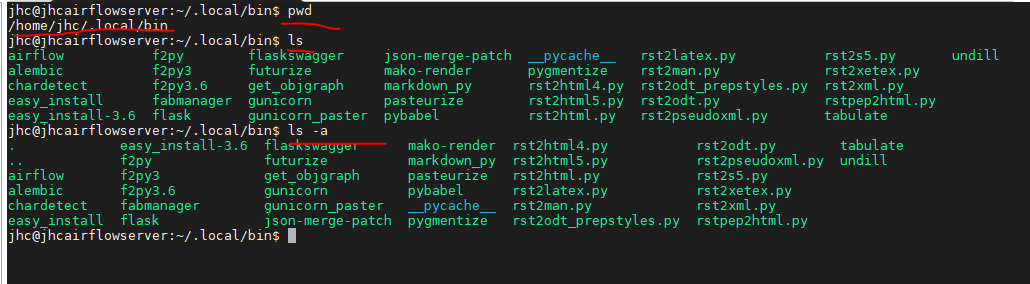 jhc@jhcairflowserver:~/.local/bin$ pwd
/home/jhc/.local/bin
jhc@jhcairflowserver:~/.local/bin$ ls
airflow f2py flaskswagger json-merge-patch __pycache__ rst2latex.py rst2s5.py undill
alembic f2py3 futurize mako-render pygmentize rst2man.py rst2xetex.py
chardetect f2py3.6 get_objgraph markdown_py rst2html4.py rst2odt_prepstyles.py rst2xml.py
easy_install fabmanager gunicorn pasteurize rst2html5.py rst2odt.py rstpep2html.py
easy_install-3.6 flask gunicorn_paster pybabel rst2html.py rst2pseudoxml.py tabulate
jhc@jhcairflowserver:~/.local/bin$ ls -a
. easy_install-3.6 flaskswagger mako-render rst2html4.py rst2odt.py tabulate
.. f2py futurize markdown_py rst2html5.py rst2pseudoxml.py undill
airflow f2py3 get_objgraph pasteurize rst2html.py rst2s5.py
alembic f2py3.6 gunicorn pybabel rst2latex.py rst2xetex.py
chardetect fabmanager gunicorn_paster __pycache__ rst2man.py rst2xml.py
easy_install flask json-merge-patch pygmentize rst2odt_prepstyles.py rstpep2html.py
jhc@jhcairflowserver:~/.local/bin$